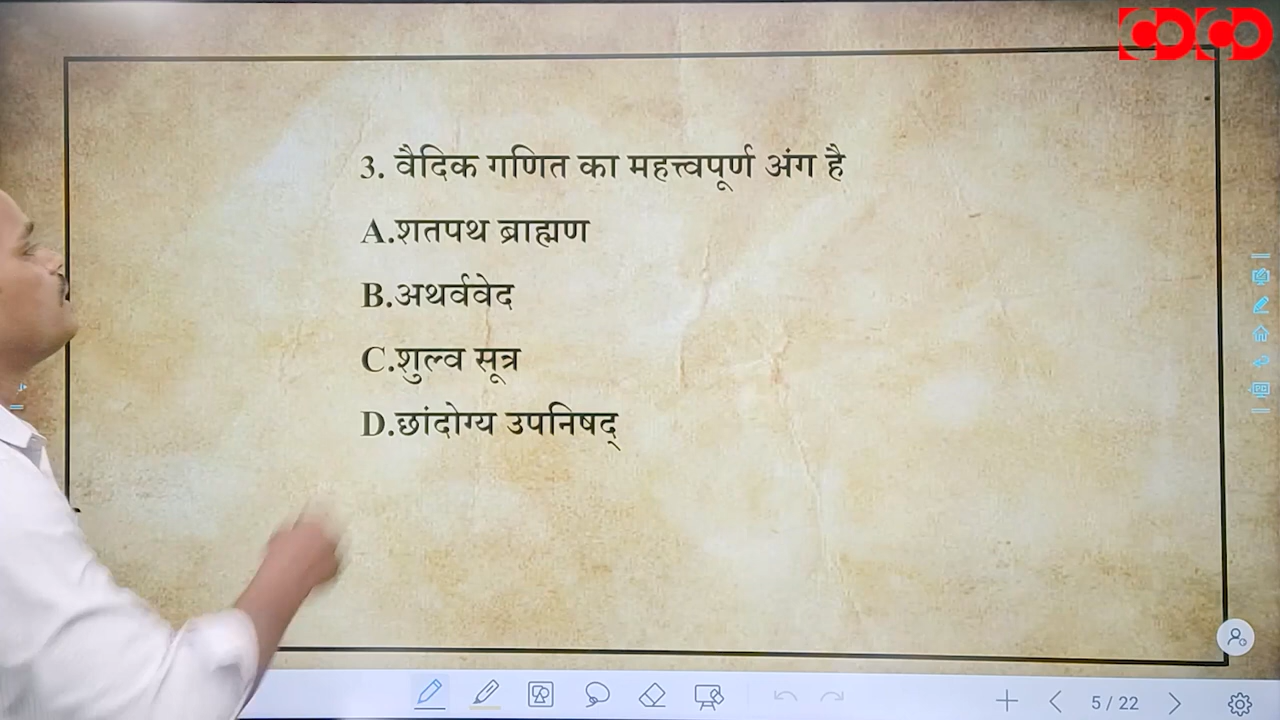 3. वैदिक गणित का महत्त्वपूर्ण अंग है
A.शतपथ ब्राह्मण
B.अथर्ववेद
C.शुल्व सूत्र
D.छांदोग्य उपनिषद्
5 / 22